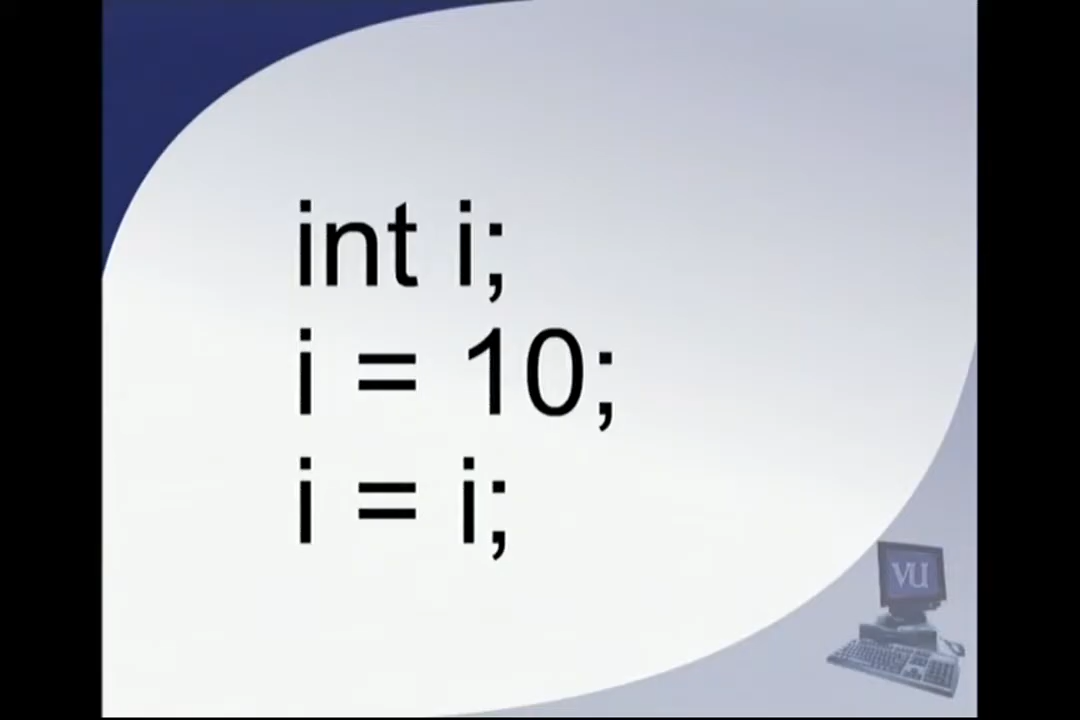 int i;
i = 10;
i = i;
VU